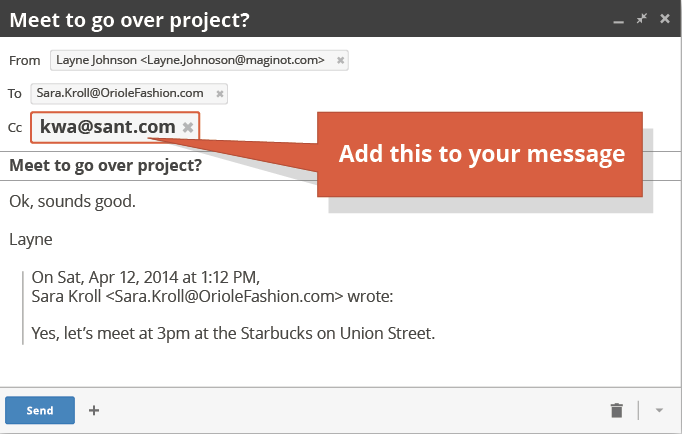 Meet to go over project?
From Layne Johnson <Layne.Johnoson@maginot.com>
To Sara.Kroll@OrioleFashion.com
Cc kwa@sant.com
Add this to your message
Meet to go over project?
Ok, sounds good.
Layne
On Sat, Apr 12, 2014 at 1:12 PM,
Sara Kroll <Sara.Kroll@OrioleFashion.com> wrote:
Yes, let's meet at 3pm at the Starbucks on Union Street.
Send